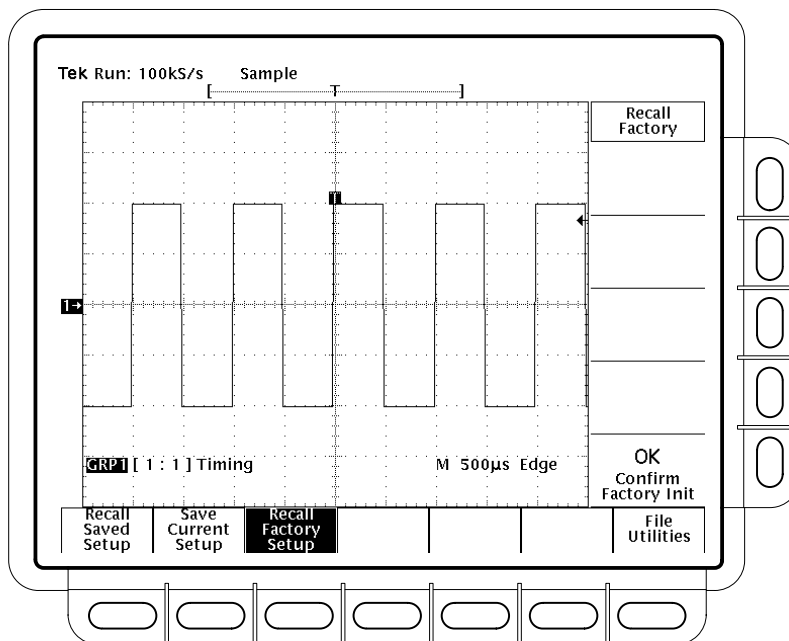 Tek Run: 100kS/s Sample
[ T ]
Recall
Factory
T
1→
GRP1 [ 1 : 1 ] Timing M 500µs Edge
OK
Confirm
Factory Init
Recall
Saved
Setup
Save
Current
Setup
Recall
Factory
Setup
File
Utilities